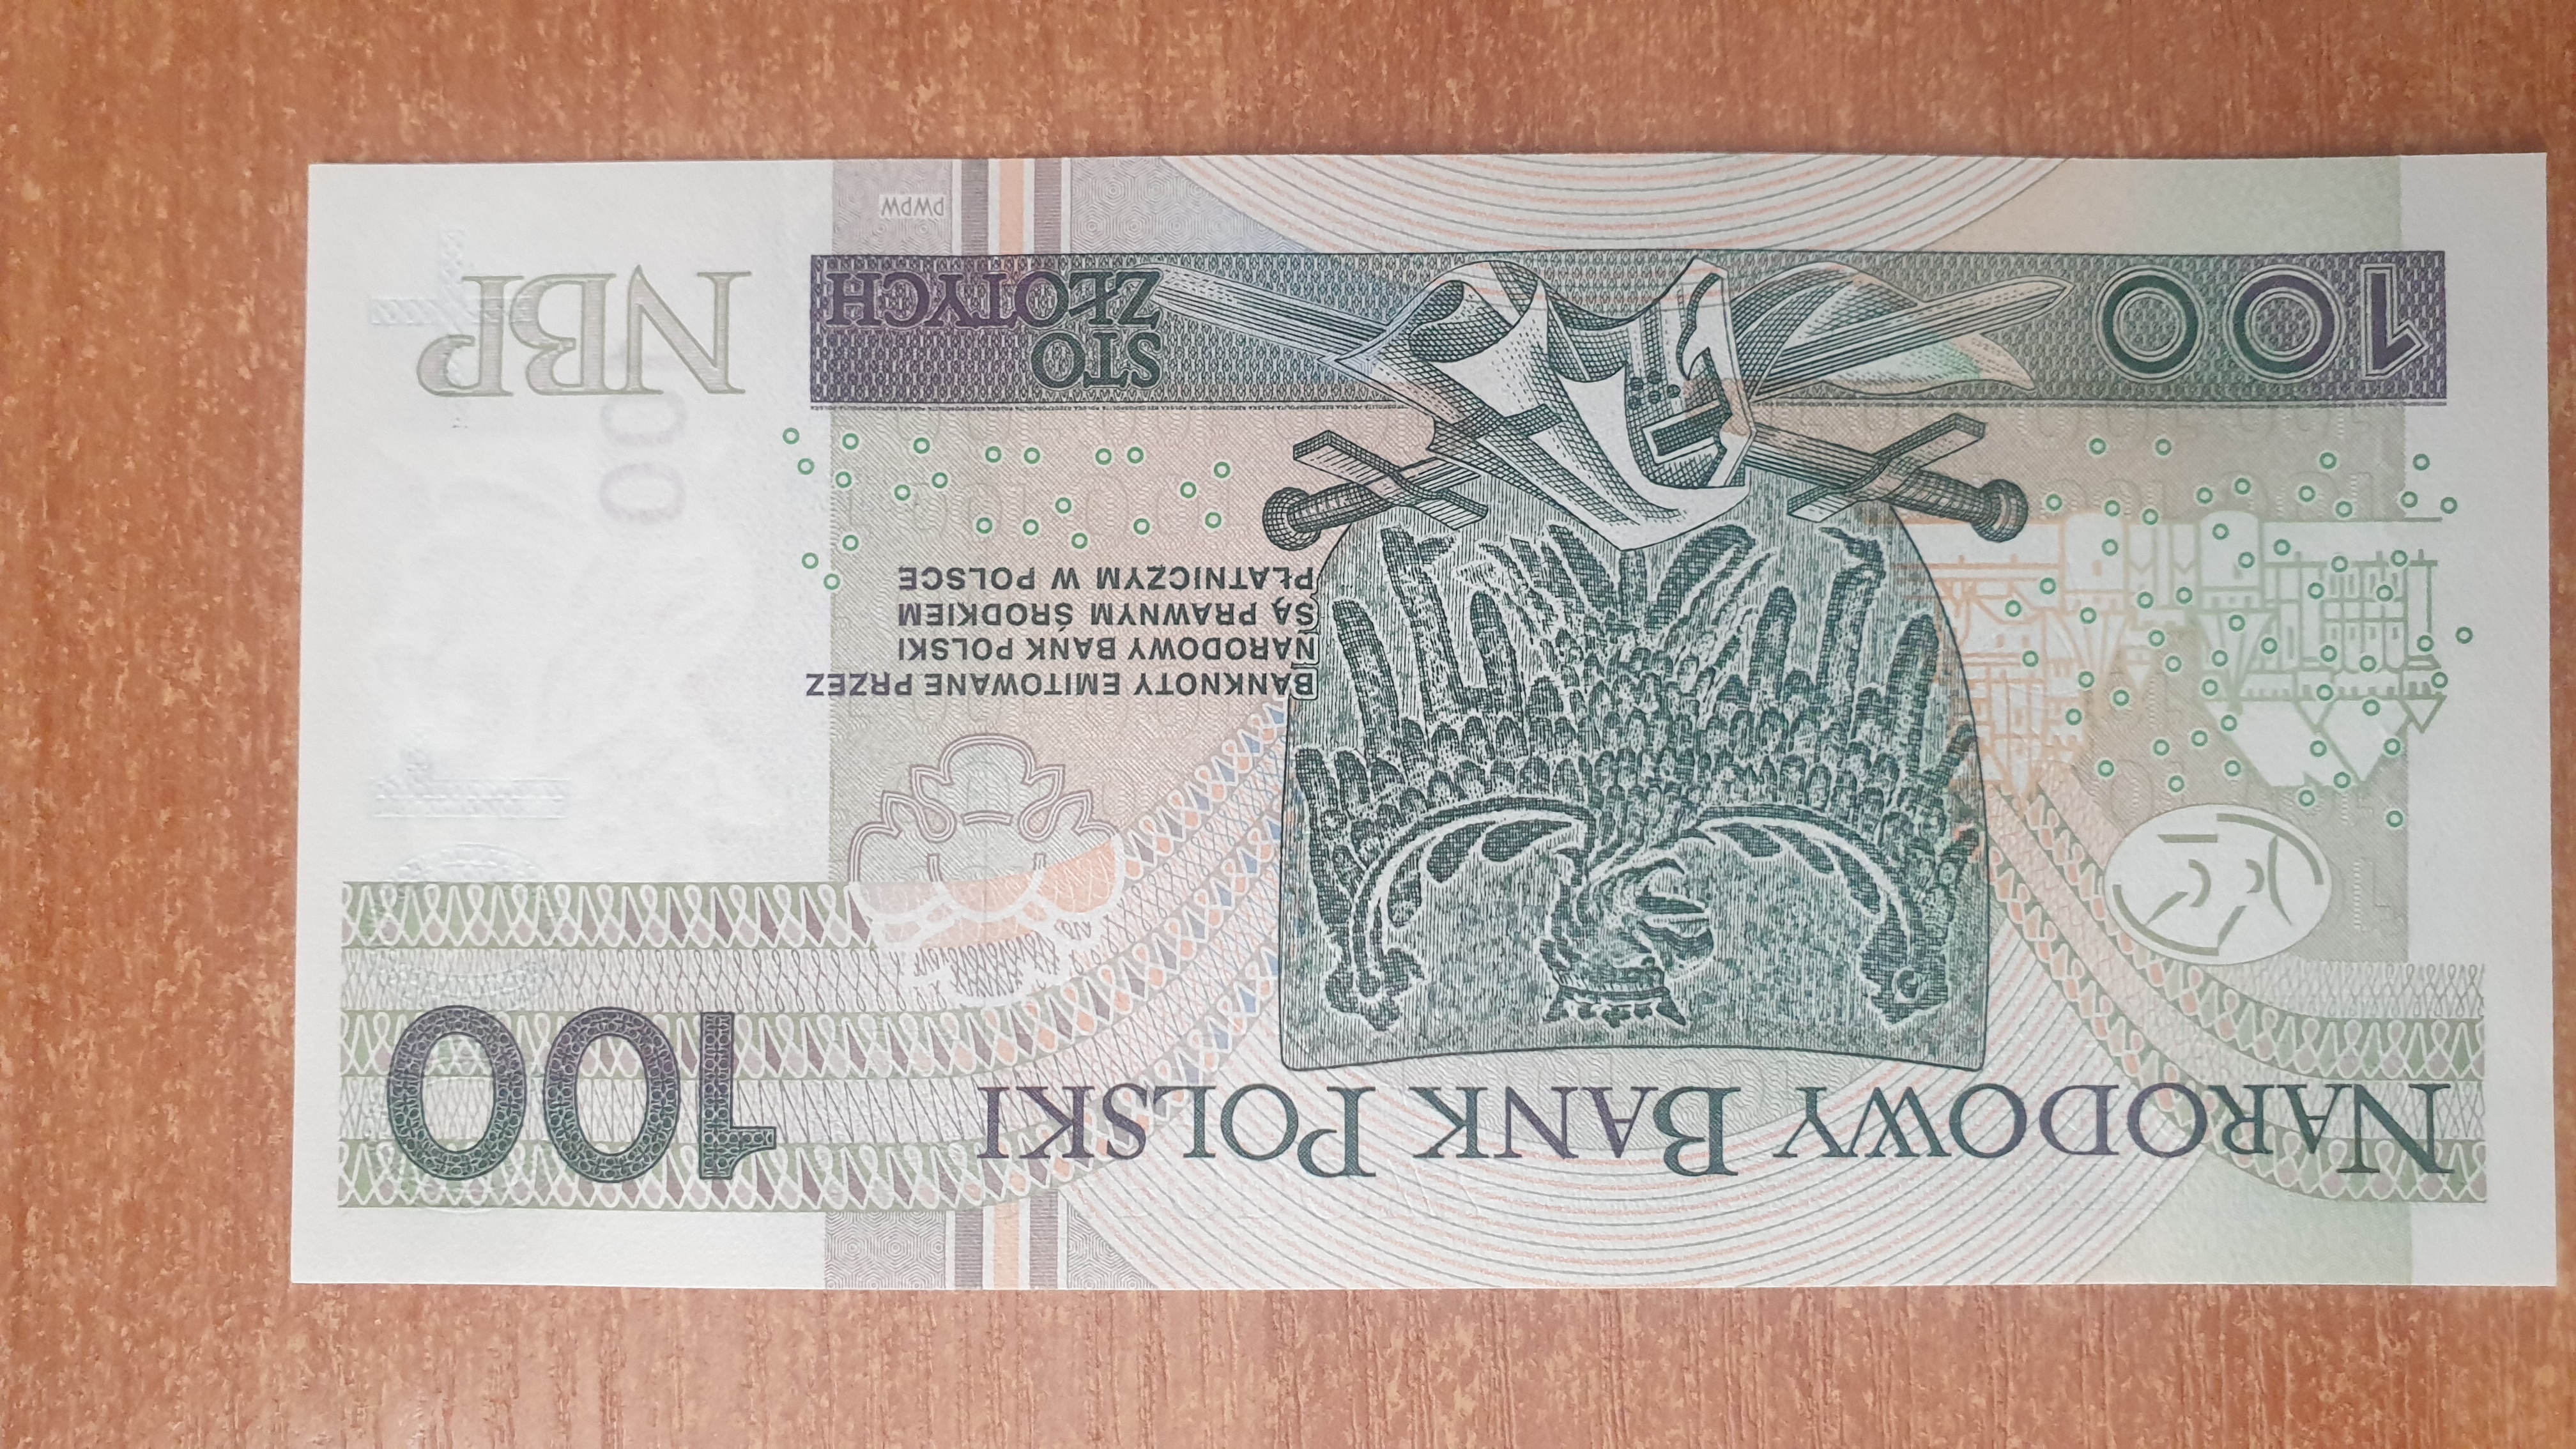 NARODOWY BANK POLSKI
100
BANKNOTY EMITOWANE PRZEZ
NARODOWY BANK POLSKI
SĄ PRAWNYM ŚRODKIEM
PŁATNICZYM W POLSCE
100
STO
ZŁOTYCH
NBP
PWPW